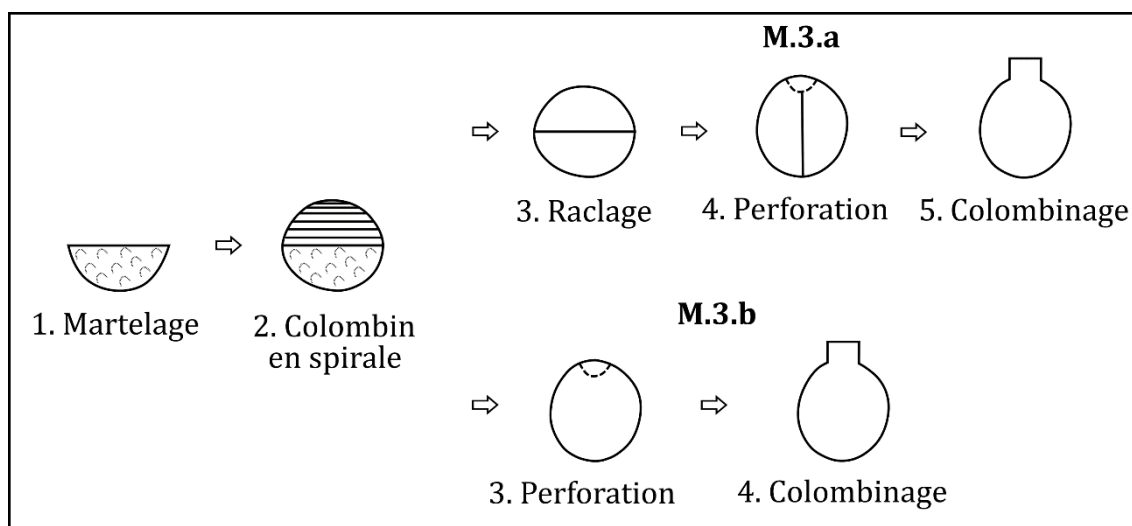 M.3.a
3. Raclage
4. Perforation
5. Colombinage
1. Martelage
2. Colombin
en spirale
M.3.b
3. Perforation
4. Colombinage